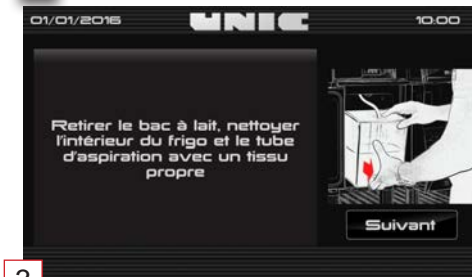 01/01/2016 UNIC 10:00
Retirer le bac à lait, nettoyer
l'intérieur du frigo et le tube
d'aspiration avec un tissu
propre
Suivant